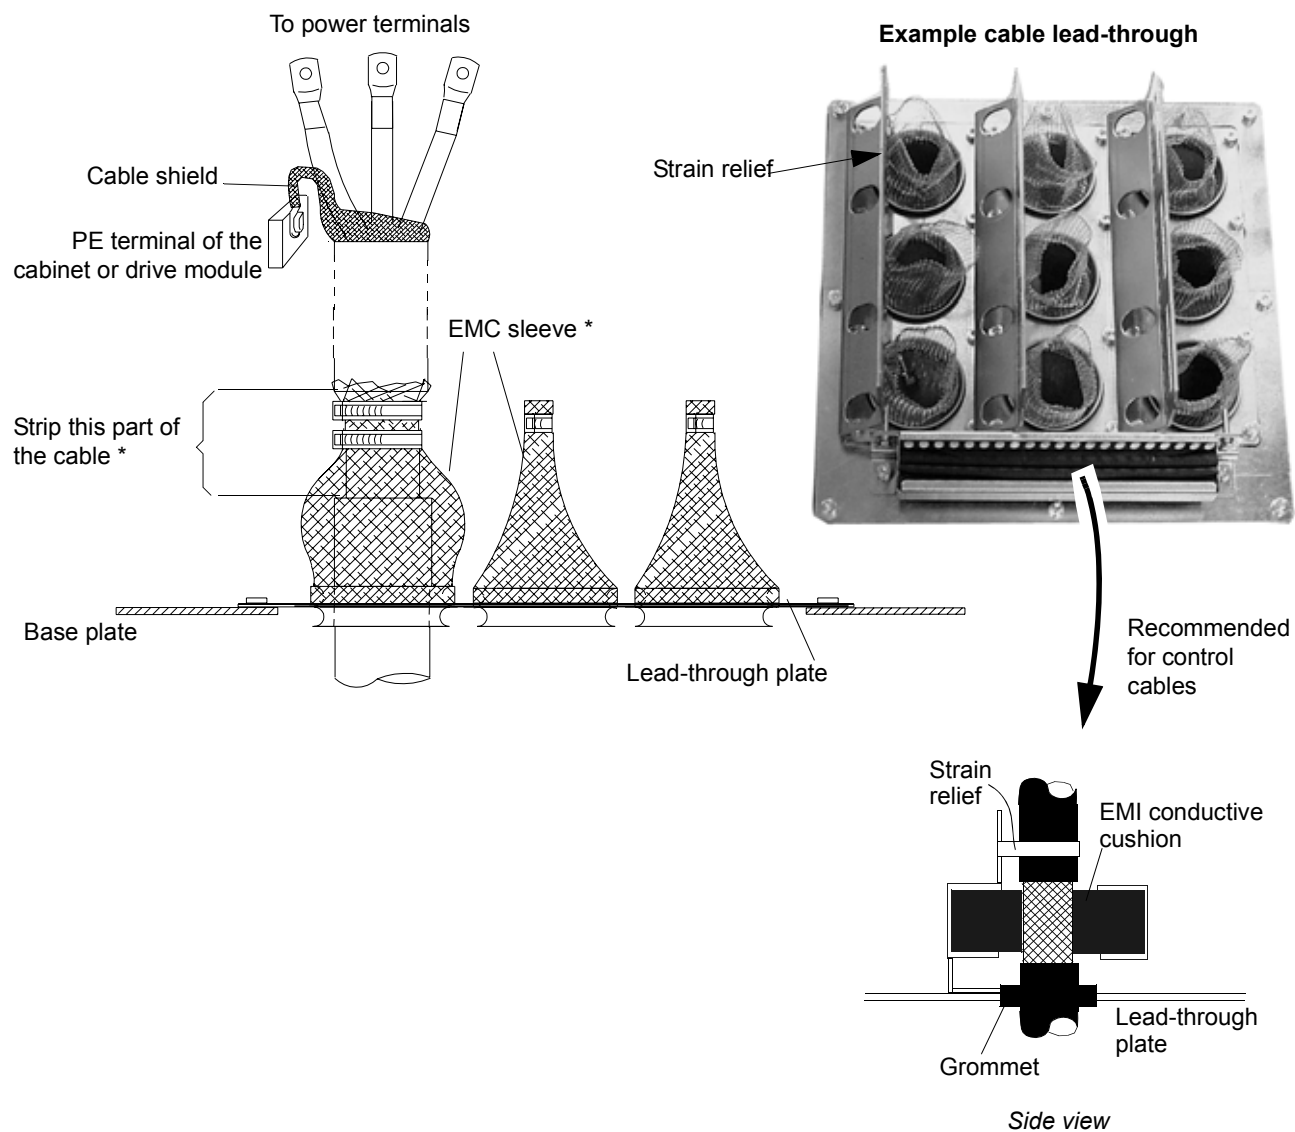 To power terminals
Example cable lead-through
Cable shield
Strain relief
PE terminal of the
cabinet or drive module
EMC sleeve *
Strip this part of
the cable *
Base plate
Lead-through plate
Recommended
for control
cables
Strain
relief
EMI conductive
cushion
Lead-through
plate
Grommet
Side view